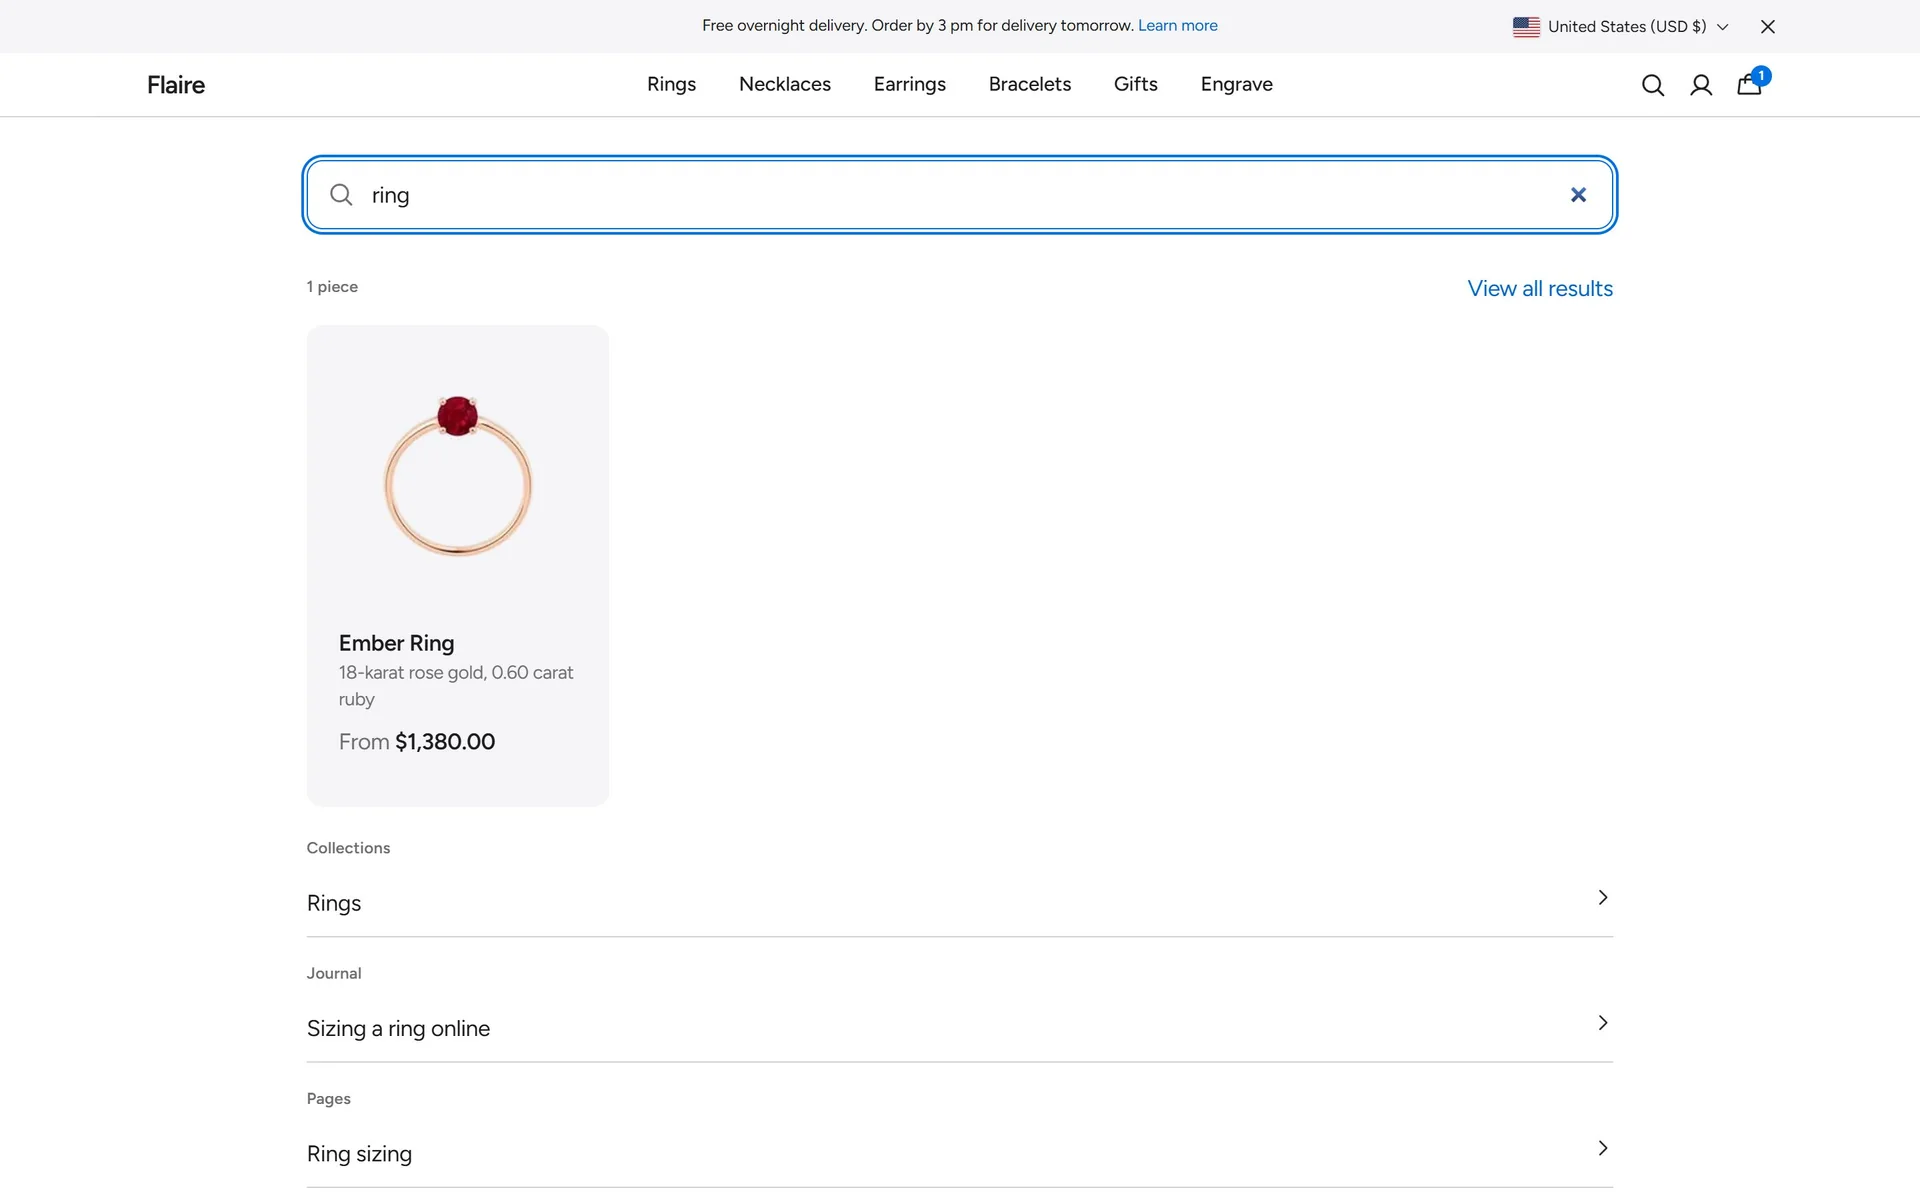 Free overnight delivery. Order by 3 pm for delivery tomorrow. Learn more
United States (USD $)
Flaire
Rings
Necklaces
Earrings
Bracelets
Gifts
Engrave
1
ring
1 piece
View all results
Ember Ring
18-karat rose gold, 0.60 carat
ruby
From $1,380.00
Collections
Rings
Journal
Sizing a ring online
Pages
Ring sizing